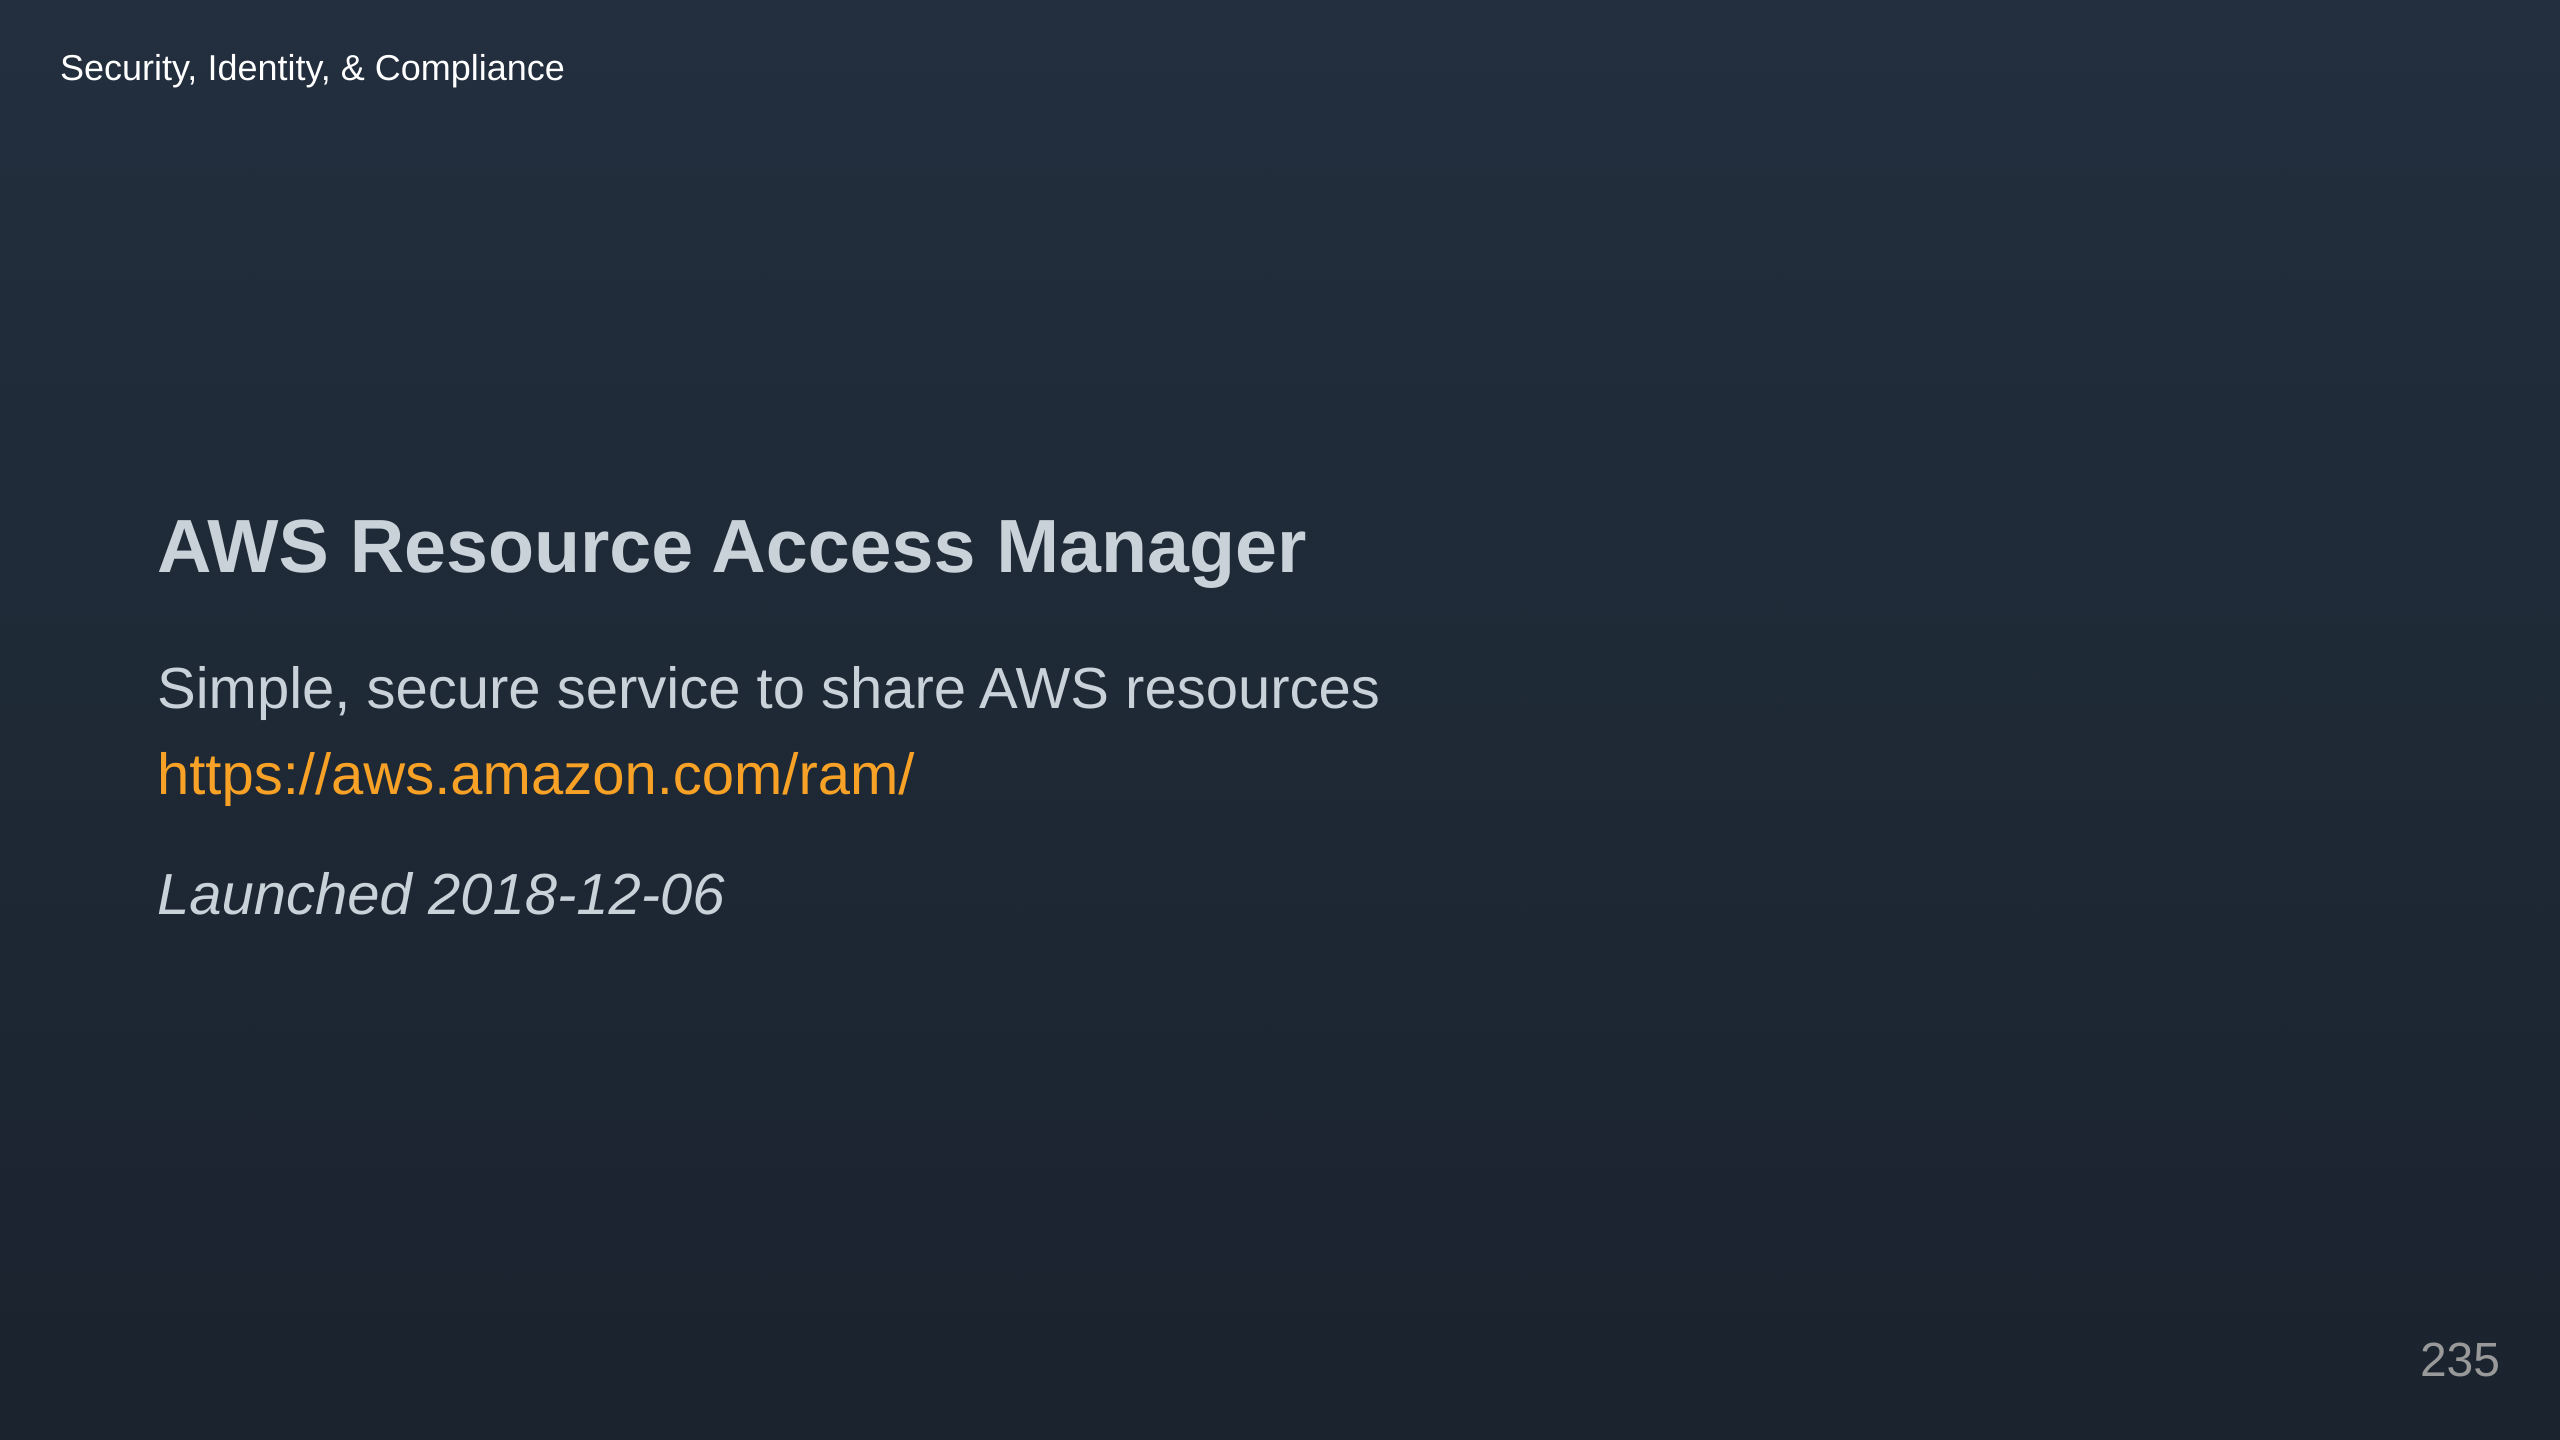 Security, Identity, & Compliance
AWS Resource Access Manager
Simple, secure service to share AWS resources
https://aws.amazon.com/ram/
Launched 2018-12-06
235